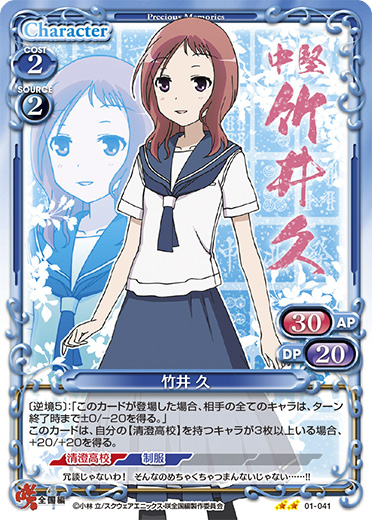 Precious Memories
Character
COST
2
SOURCE
2
中堅
竹井久
30 AP
DP 20
竹井 久
〔逆境5〕:「このカードが登場した場合、相手の全てのキャラは、ターン
終了時まで±0/−20を得る。」
このカードは、自分の【清澄高校】を持つキャラが3枚以上いる場合、
+20/+20を得る。
清澄高校 制服
冗談じゃないわ! そんなのめちゃくちゃつまんないじゃない……!!
咲 全国編
©小林 立/スクウェアエニックス・咲全国編製作委員会
01-041